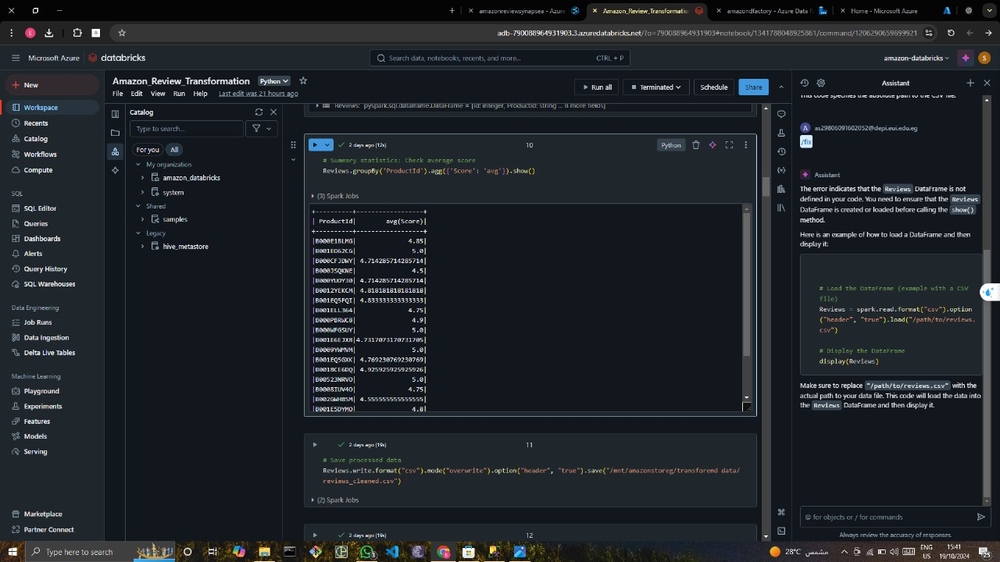 amazonreviewsynapsea - Azure
Amazon_Review_Transformation
amazondfactory - Azure Data F
Home - Microsoft Azure
adb-790088964931903.3.azuredatabricks.net/?o=790088964931903#notebook/1341788048925861/command/1206290659699921
Microsoft Azure
databricks
Search data, notebooks, recents, and more...
CTRL + P
amazon-databricks
S
New
Workspace
Recents
Catalog
Workflows
Compute
SQL
SQL Editor
Queries
Dashboards
Alerts
Query History
SQL Warehouses
Data Engineering
Job Runs
Data Ingestion
Delta Live Tables
Machine Learning
Playground
Experiments
Features
Models
Serving
Marketplace
Partner Connect
Amazon_Review_Transformation
Python
File Edit View Run Help Last edit was 21 hours ago
Run all
Terminated
Schedule
Share
Catalog
Type to search...
For you
All
My organization
amazon_databricks
system
Shared
samples
Legacy
hive_metastore
Reviews: pyspark.sql.dataframe.DataFrame = [Id: integer, ProductId: string ... 8 more fields]
2 days ago (12s)
10
Python
# Summary statistics: Check average score
Reviews.groupBy('ProductId').agg({'Score': 'avg'}).show()
(3) Spark Jobs
+----------+-----------------+
| ProductId|       avg(Score)|
+----------+-----------------+
|B000E1BLMG|             4.85|
|B001EO62CG|              5.0|
|B000CFJDWY| 4.714285714285714|
|B000JSQKNE|              4.5|
|B000YUOY30| 4.714285714285714|
|B0012YEKCM| 4.818181818181818|
|B001EQ5FQI| 4.833333333333333|
|B001ELL364|             4.75|
|B000PBRWC8|              4.9|
|B000WFGSUY|              5.0|
|B001E6EJX8|4.7317073170731705|
|B0009YWMVM|              5.0|
|B001EQ5GXK| 4.769230769230769|
|B0018CE6DQ| 4.925925925925926|
|B00523NRVO|              5.0|
|B0008IUV4O|             4.75|
|B002GWH8SM| 4.555555555555555|
|B001E5DYMO|              4.8|
2 days ago (19s)
11
# Save processed data
Reviews.write.format("csv").mode("overwrite").option("header", "true").save("/mnt/amazonstoreg/transforemd data/
reviews_cleaned.csv")
(2) Spark Jobs
2 days ago (19s)
12
Assistant
This code specifies the absolute path to the CSV file.
A
as29806091602052@depi.eui.edu.eg
/fix
Assistant
The error indicates that the Reviews DataFrame is not
defined in your code. You need to ensure that the Reviews
DataFrame is created or loaded before calling the show()
method.
Here is an example of how to load a DataFrame and then
display it:
# Load the DataFrame (example with a CSV
file)
Reviews = spark.read.format("csv").option
("header", "true").load("/path/to/reviews.
csv")
# Display the DataFrame
display(Reviews)
Make sure to replace "/path/to/reviews.csv" with the
actual path to your data file. This code will load the data into
the Reviews DataFrame and then display it.
@ for objects or / for commands
Always review the accuracy of responses.
Type here to search
28°C مشمس
ENG
US
15:41
19/10/2024
25